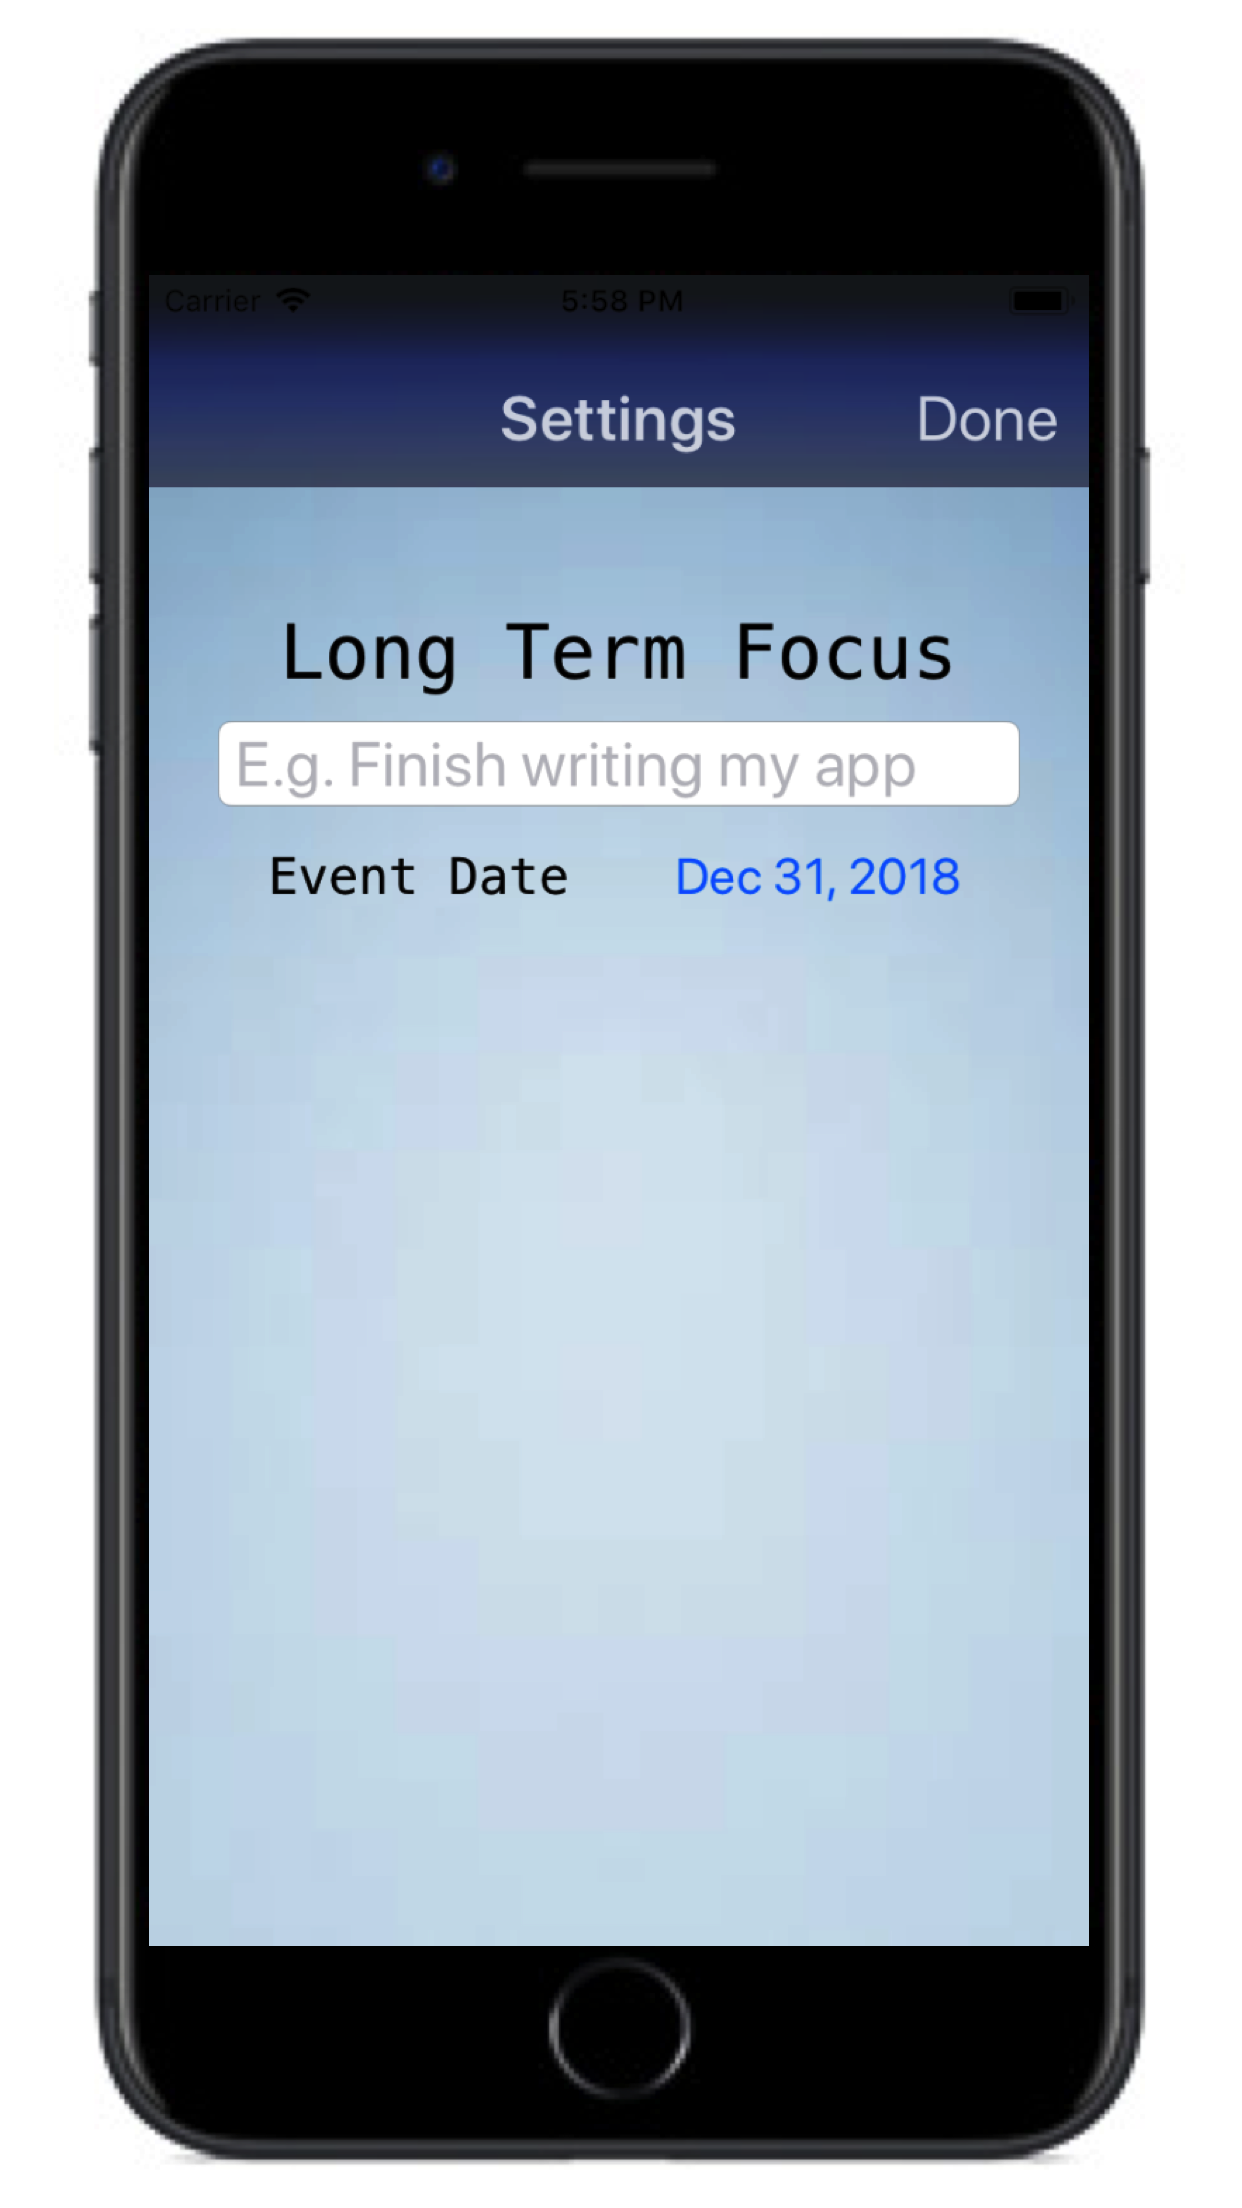 Carrier 5:58 PM
Settings Done
Long Term Focus
E.g. Finish writing my app
Event Date Dec 31, 2018